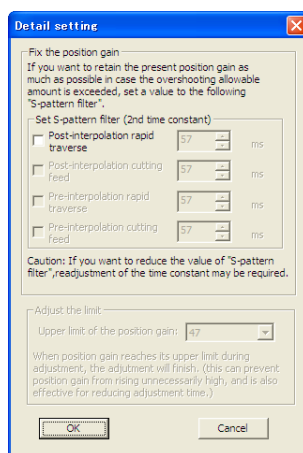 Detail setting
Fix the position gain
If you want to retain the present position gain as
much as possible in case the overshooting allowable
amount is exceeded, set a value to the following
"S-pattern filter".
Set S-pattern filter (2nd time constant)
Post-interpolation rapid
traverse
57
ms
Post-interpolation cutting
feed
57
ms
Pre-interpolation rapid
traverse
57
ms
Pre-interpolation cutting
feed
57
ms
Caution: If you want to reduce the value of "S-pattern
filter",readjustment of the time constant may be required.
Adjust the limit
Upper limit of the position gain:
47
When position gain reaches its upper limit during
adjustment, the adjutment will finish. (this can prevent
position gain from rising unnecessarily high, and is also
effective for reducing adjustment time.)
OK
Cancel